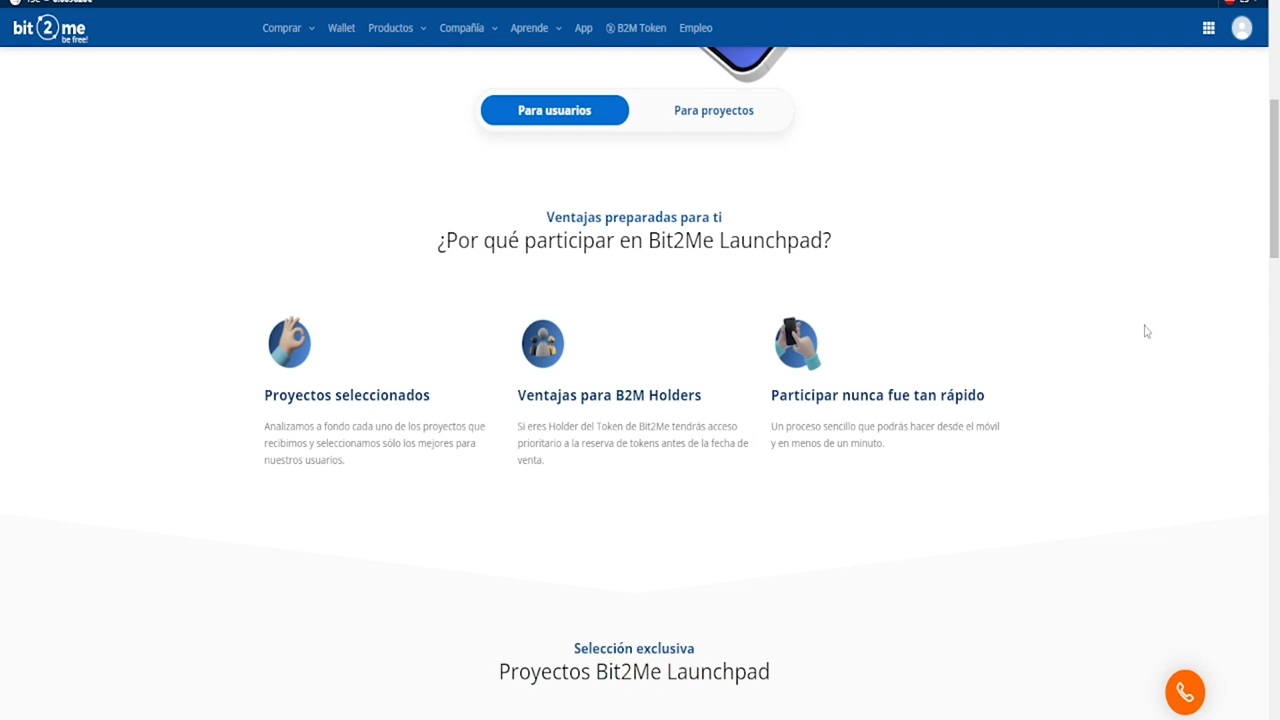 bit 2 me
be free!
Comprar Wallet Productos Compañía Aprende App B2M Token Empleo
Para usuarios Para proyectos
Ventajas preparadas para ti
¿Por qué participar en Bit2Me Launchpad?
Proyectos seleccionados
Analizamos a fondo cada uno de los proyectos que
recibimos y seleccionamos sólo los mejores para
nuestros usuarios.
Ventajas para B2M Holders
Si eres Holder del Token de Bit2Me tendrás acceso
prioritario a la reserva de tokens antes de la fecha de
venta.
Participar nunca fue tan rápido
Un proceso sencillo que podrás hacer desde el móvil
y en menos de un minuto.
Selección exclusiva
Proyectos Bit2Me Launchpad